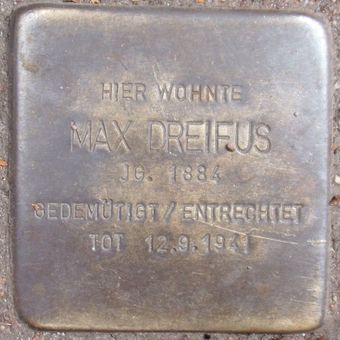 HIER WOHNTE
MAX DREIFUS
JG. 1884
GEDEMÜTIGT/ENTRECHTET
TOT 12.9.1941